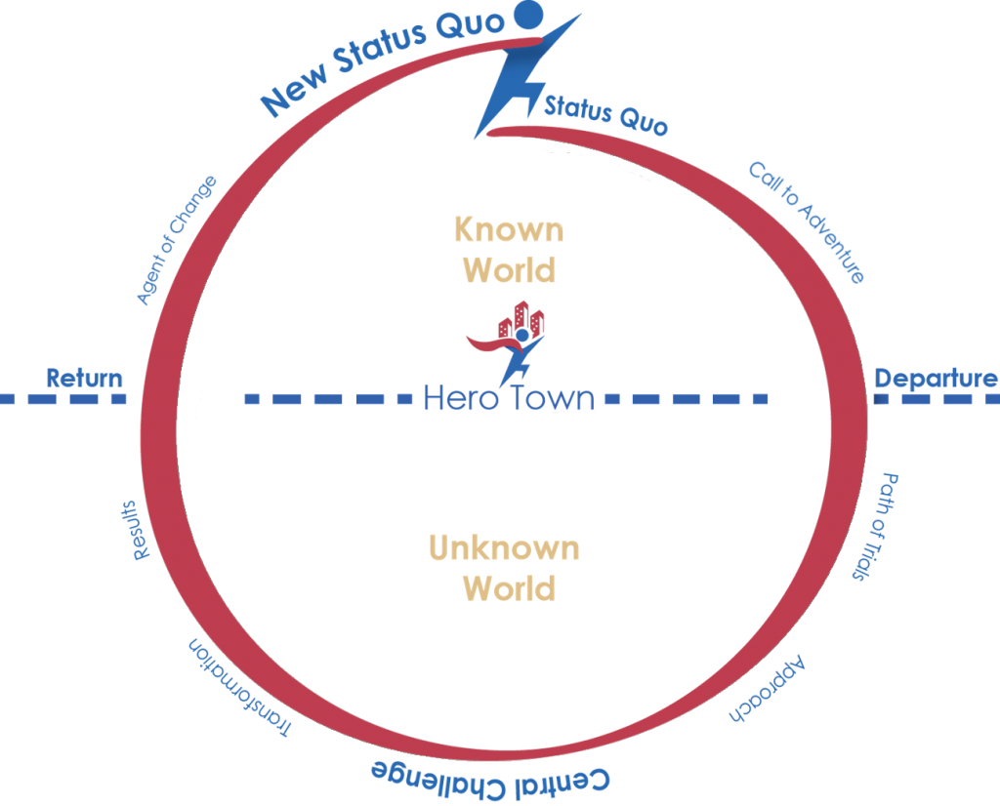 New Status Quo
Status Quo
Call to Adventure
Agent of Change
Known
World
Return
Departure
Hero Town
Path of Trials
Results
Unknown
World
Approach
Transformation
Central Challenge